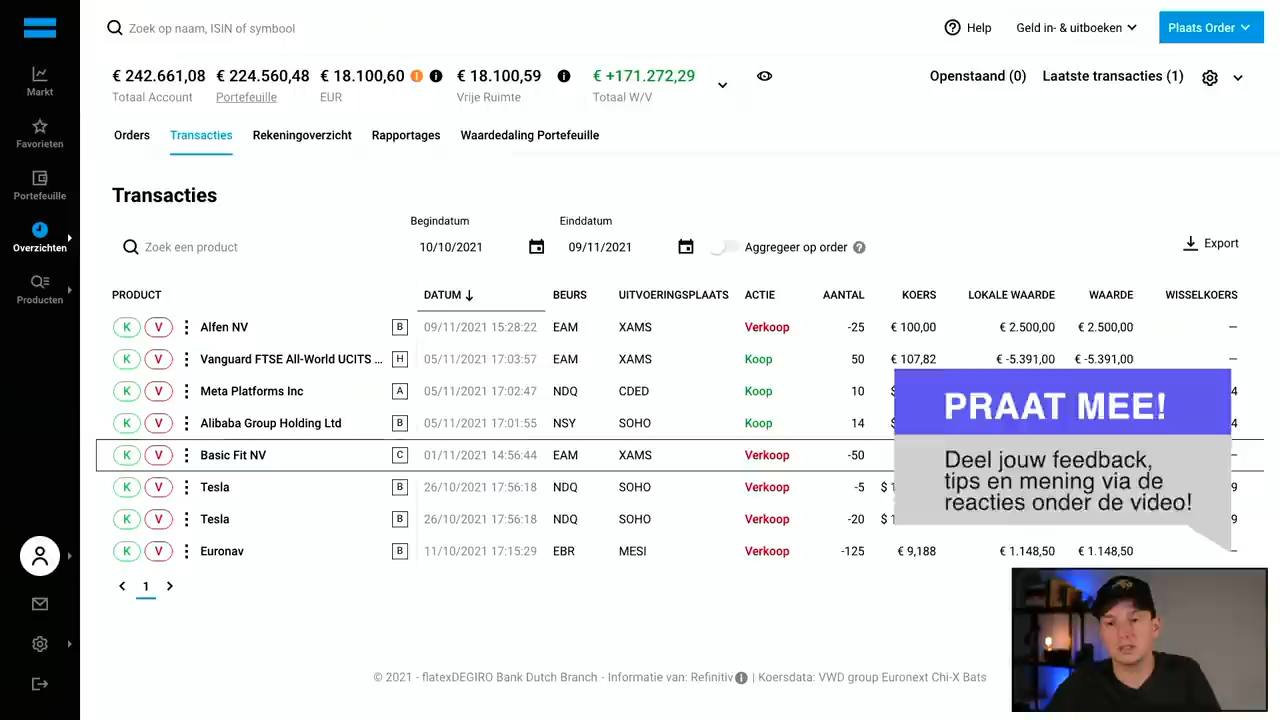 Zoek op naam, ISIN of symbool
Help
Geld in- & uitboeken
Plaats Order
€ 242.661,08 € 224.560,48 € 18.100,60 € 18.100,59 € +171.272,29
Totaal Account Portefeuille EUR Vrije Ruimte Totaal W/V
Openstaand (0) Laatste transacties (1)
Markt
Favorieten
Portefeuille
Overzichten
Producten
Orders Transacties Rekeningoverzicht Rapportages Waardedaling Portefeuille
Transacties
Begindatum Einddatum
Zoek een product 10/10/2021 09/11/2021 Aggregeer op order Export
PRODUCT DATUM BEURS UITVOERINGSPLAATS ACTIE AANTAL KOERS LOKALE WAARDE WAARDE WISSELKOERS
K V Alfen NV B 09/11/2021 15:28:22 EAM XAMS Verkoop -25 € 100,00 € 2.500,00 € 2.500,00 —
K V Vanguard FTSE All-World UCITS ... H 05/11/2021 17:03:57 EAM XAMS Koop 50 € 107,82 € -5.391,00 € -5.391,00 —
K V Meta Platforms Inc A 05/11/2021 17:02:47 NDQ CDED Koop 10 4
K V Alibaba Group Holding Ltd B 05/11/2021 17:01:55 NSY SOHO Koop 14 4
K V Basic Fit NV C 01/11/2021 14:56:44 EAM XAMS Verkoop -50
K V Tesla B 26/10/2021 17:56:18 NDQ SOHO Verkoop -5 $ 1 9
K V Tesla B 26/10/2021 17:56:18 NDQ SOHO Verkoop -20 $ 1 9
K V Euronav B 11/10/2021 17:15:29 EBR MESI Verkoop -125 € 9,188 € 1.148,50 € 1.148,50 —
1
PRAAT MEE!
Deel jouw feedback,
tips en mening via de
reacties onder de video!
© 2021 - flatexDEGIRO Bank Dutch Branch - Informatie van: Refinitiv | Koersdata: VWD group Euronext Chi-X Bats